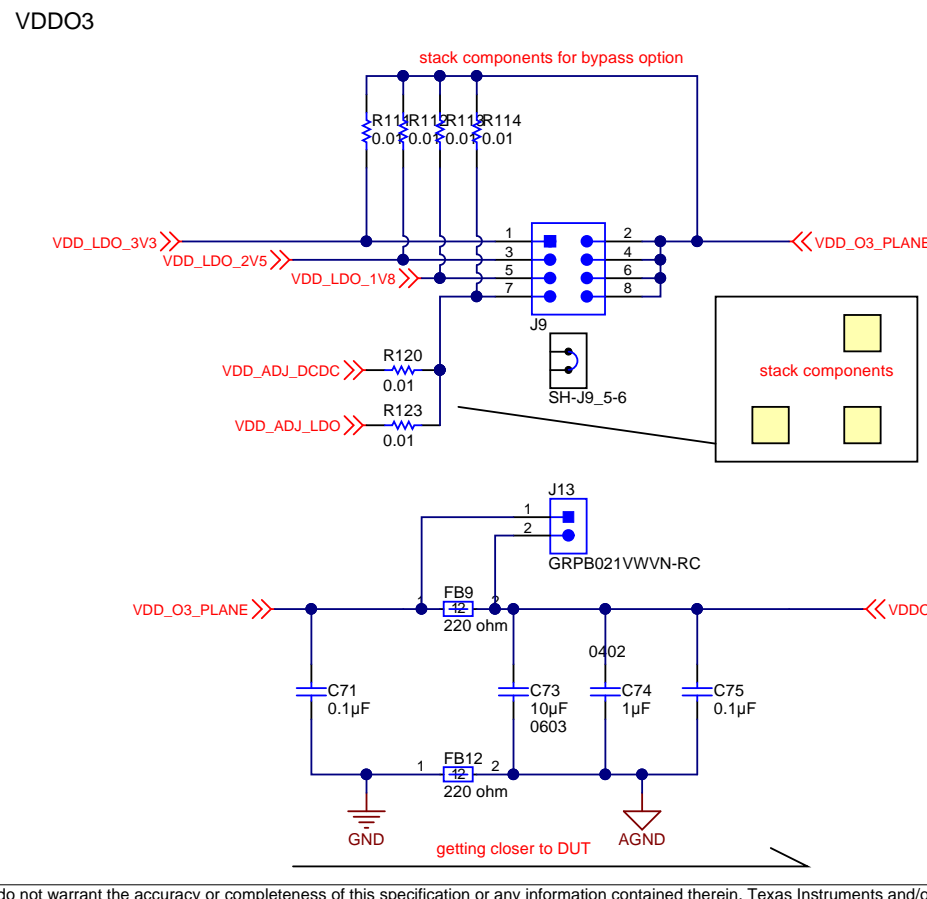 VDDO3
stack components for bypass option
R111 R112 R113 R114
0.01 0.01 0.01 0.01
VDD_LDO_3V3
VDD_LDO_2V5
VDD_LDO_1V8
1 2
3 4
5 6
7 8
VDD_O3_PLANE
J9
SH-J9_5-6
stack components
VDD_ADJ_DCDC
R120
0.01
VDD_ADJ_LDO
R123
0.01
J13
1
2
GRPB021VWVN-RC
VDD_O3_PLANE
FB9
1 12 2
220 ohm
VDDO
0402
C71
0.1µF
C73
10µF
0603
C74
1µF
C75
0.1µF
FB12
1 12 2
220 ohm
GND
AGND
getting closer to DUT
do not warrant the accuracy or completeness of this specification or any information contained therein. Texas Instruments and/o